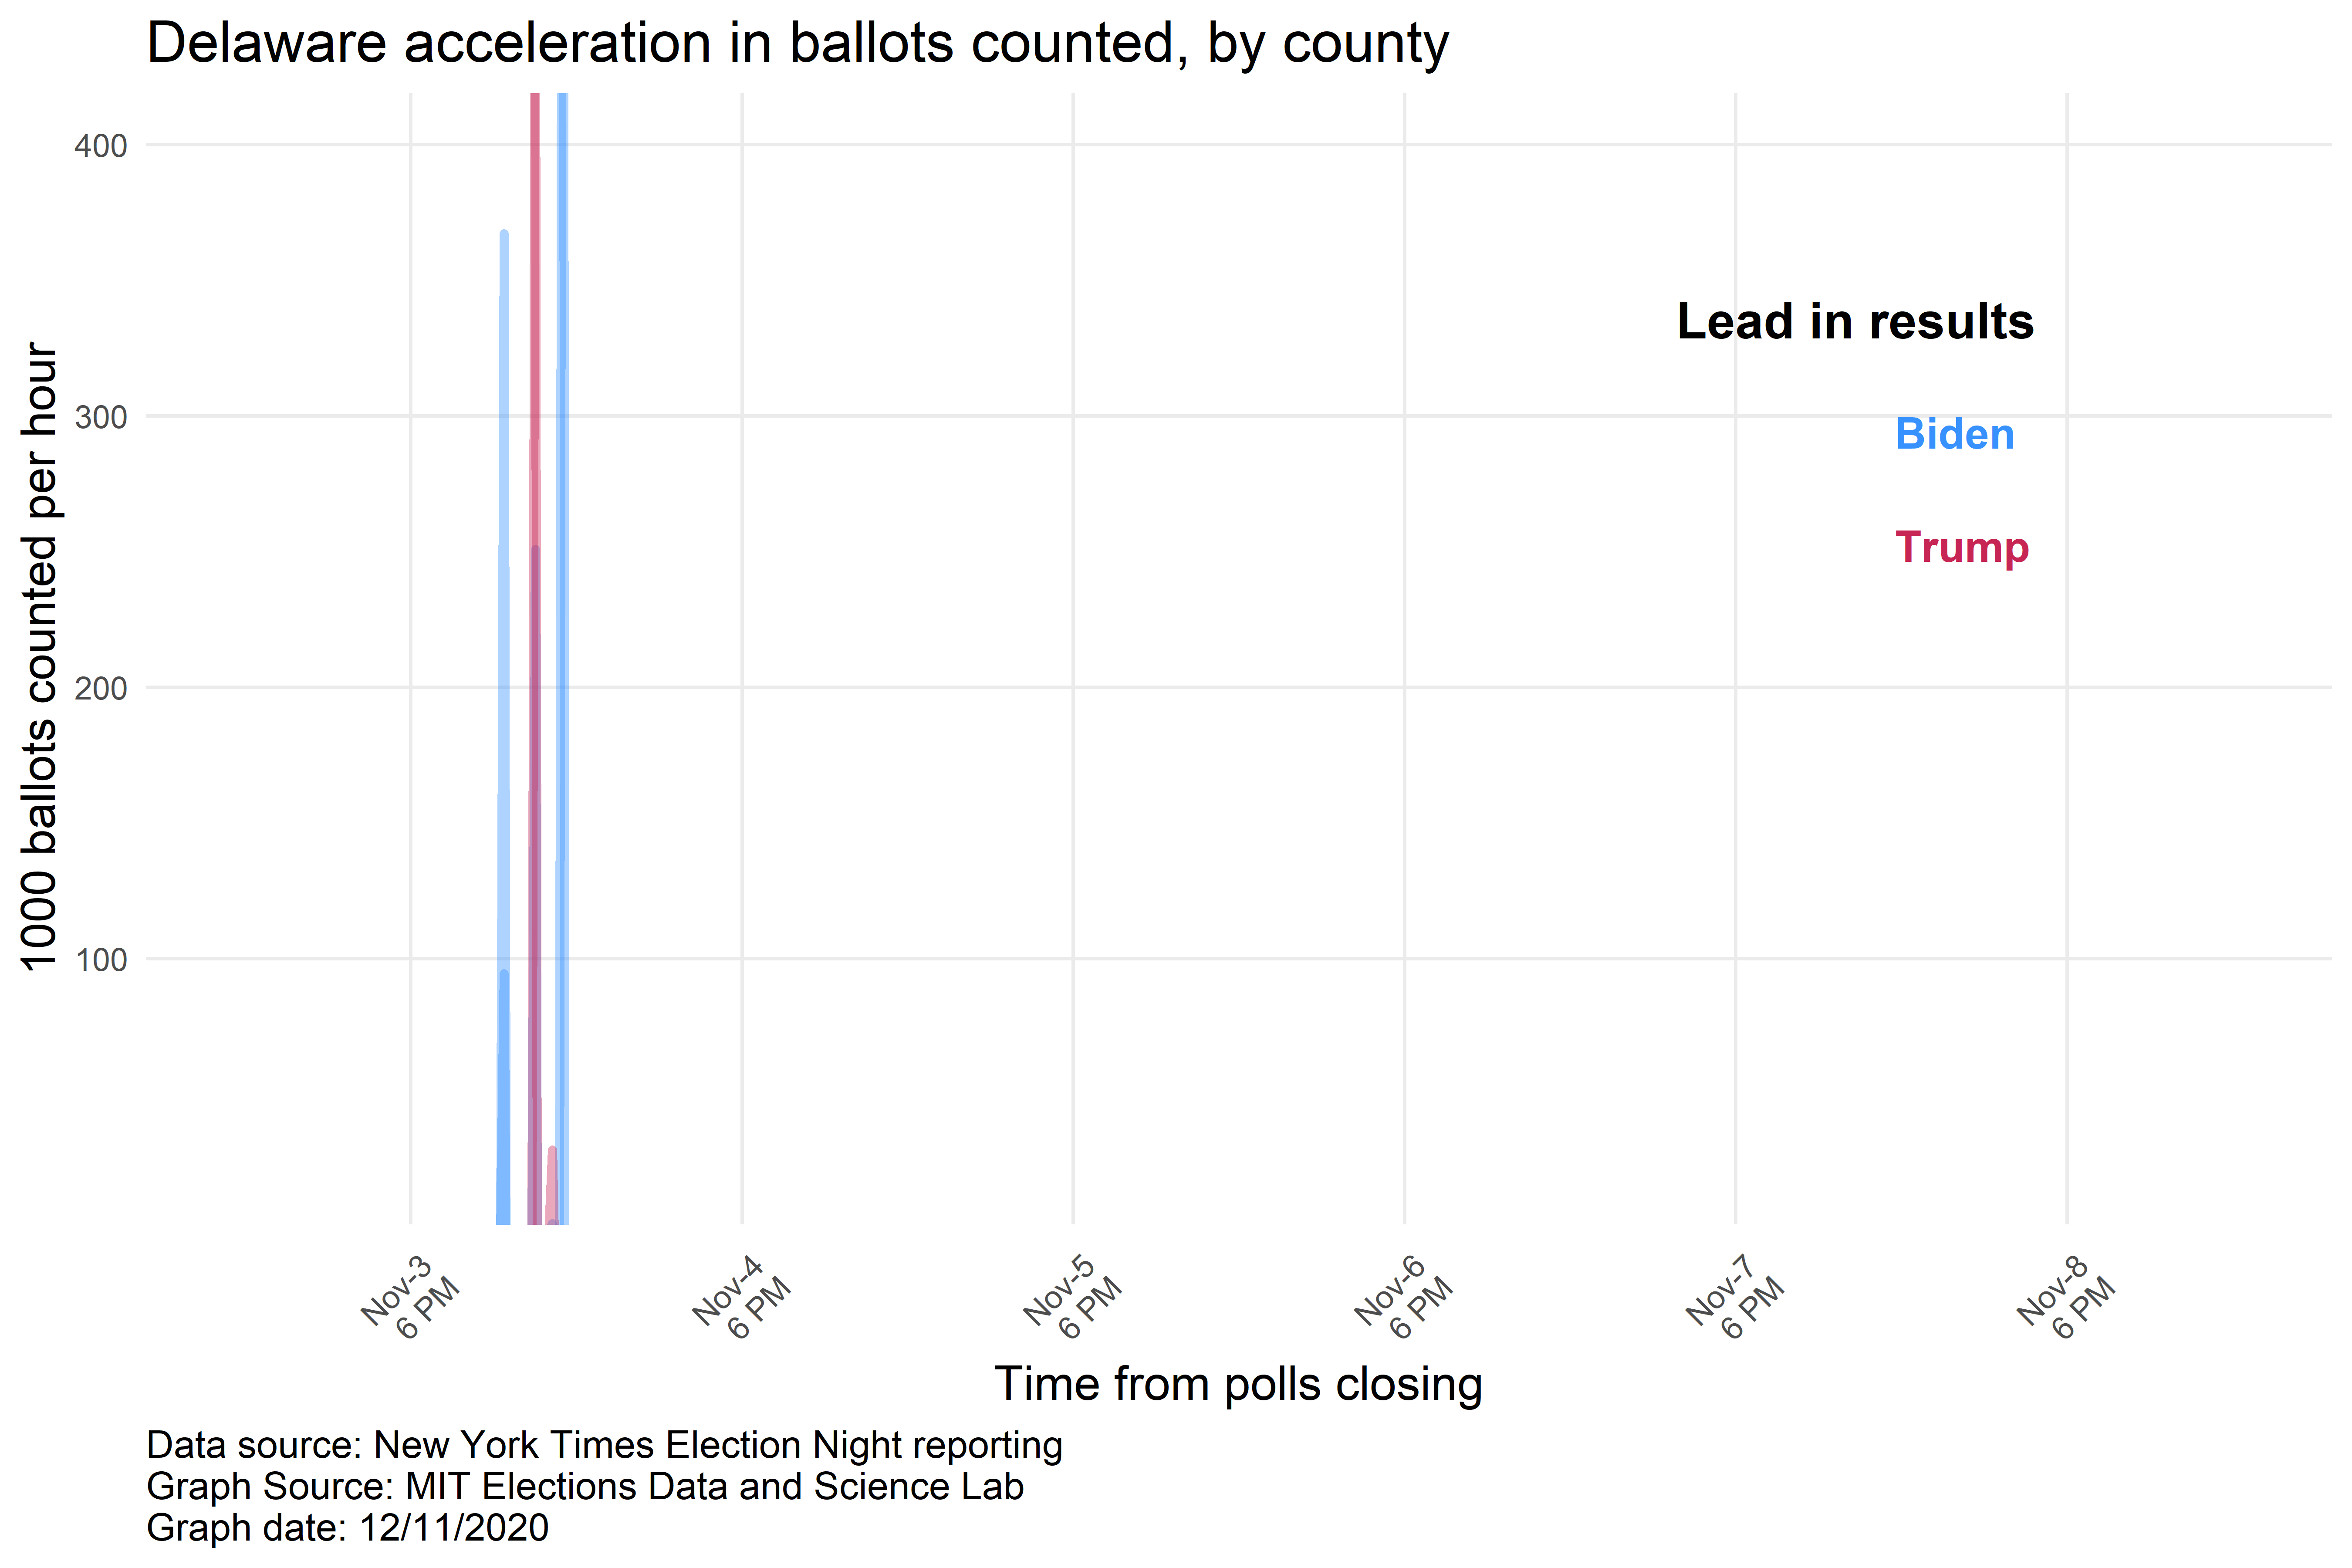 Delaware acceleration in ballots counted, by county
1000 ballots counted per hour
400
300
200
100
Lead in results
Biden
Trump
Nov-3
6 PM
Nov-4
6 PM
Nov-5
6 PM
Nov-6
6 PM
Nov-7
6 PM
Nov-8
6 PM
Time from polls closing
Data source: New York Times Election Night reporting
Graph Source: MIT Elections Data and Science Lab
Graph date: 12/11/2020